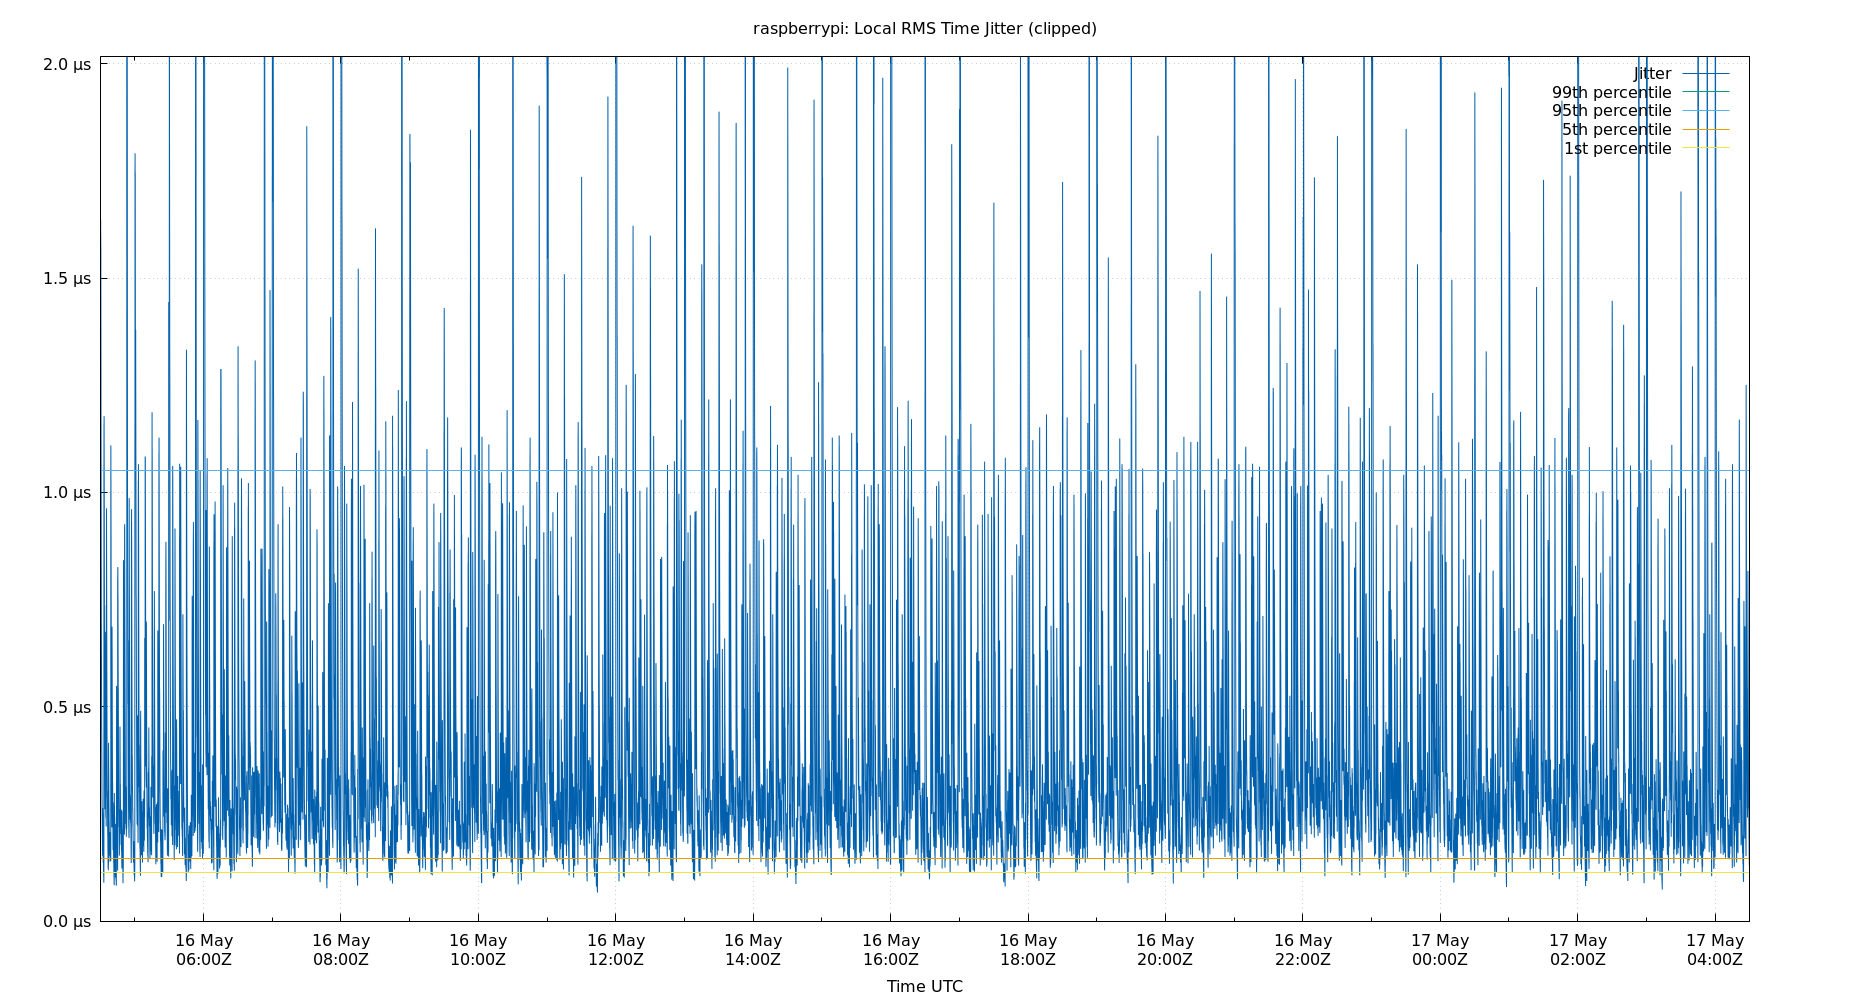 raspberrypi: Local RMS Time Jitter (clipped)
2.0 µs
1.5 µs
1.0 µs
0.5 µs
0.0 µs
Jitter
99th percentile
95th percentile
5th percentile
1st percentile
16 May 16 May 16 May 16 May 16 May 16 May 16 May 16 May 16 May 17 May 17 May 17 May
06:00Z 08:00Z 10:00Z 12:00Z 14:00Z 16:00Z 18:00Z 20:00Z 22:00Z 00:00Z 02:00Z 04:00Z
Time UTC